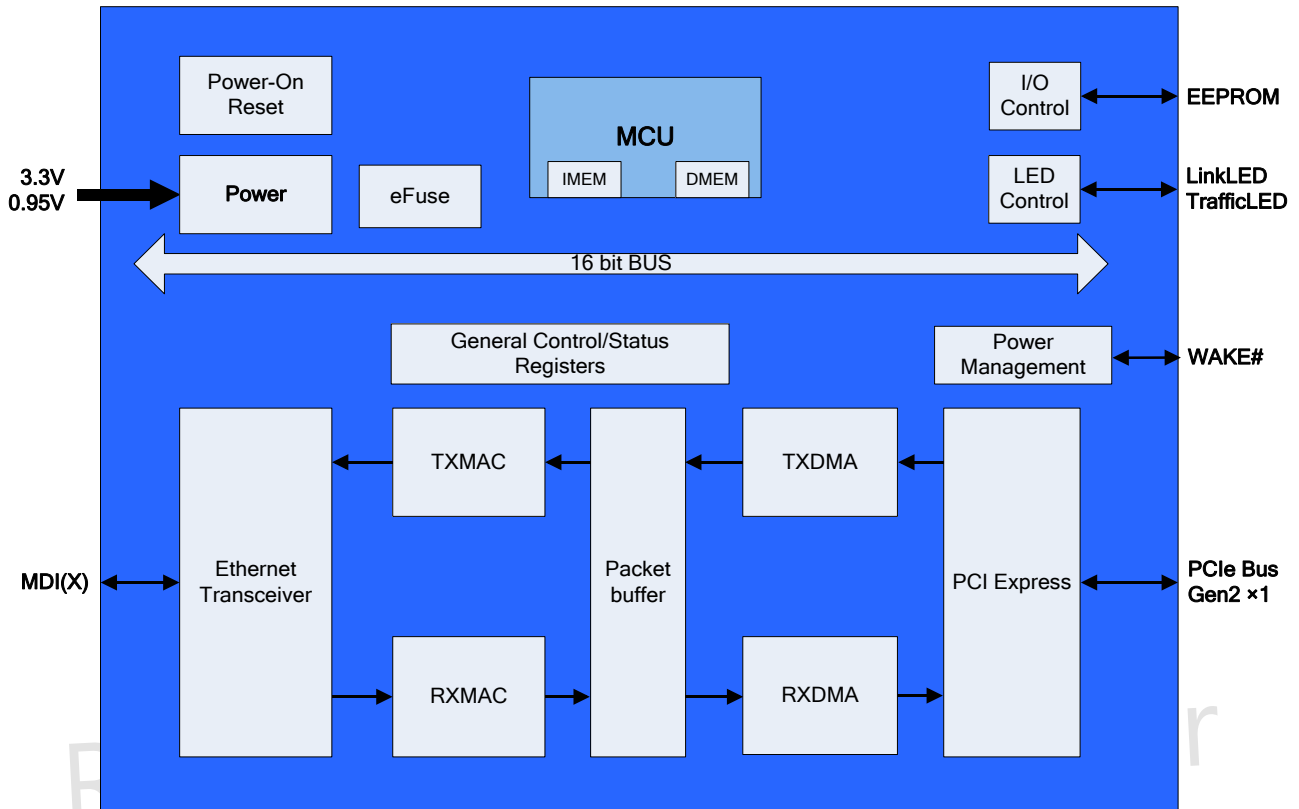 Power-On
Reset
MCU
I/O
Control
EEPROM
3.3V
0.95V
Power
eFuse
IMEM
DMEM
LED
Control
LinkLED
TrafficLED
16 bit BUS
General Control/Status
Registers
Power
Management
WAKE#
TXMAC
TXDMA
MDI(X)
Ethernet
Transceiver
Packet
buffer
PCI Express
PCIe Bus
Gen2 ×1
RXMAC
RXDMA